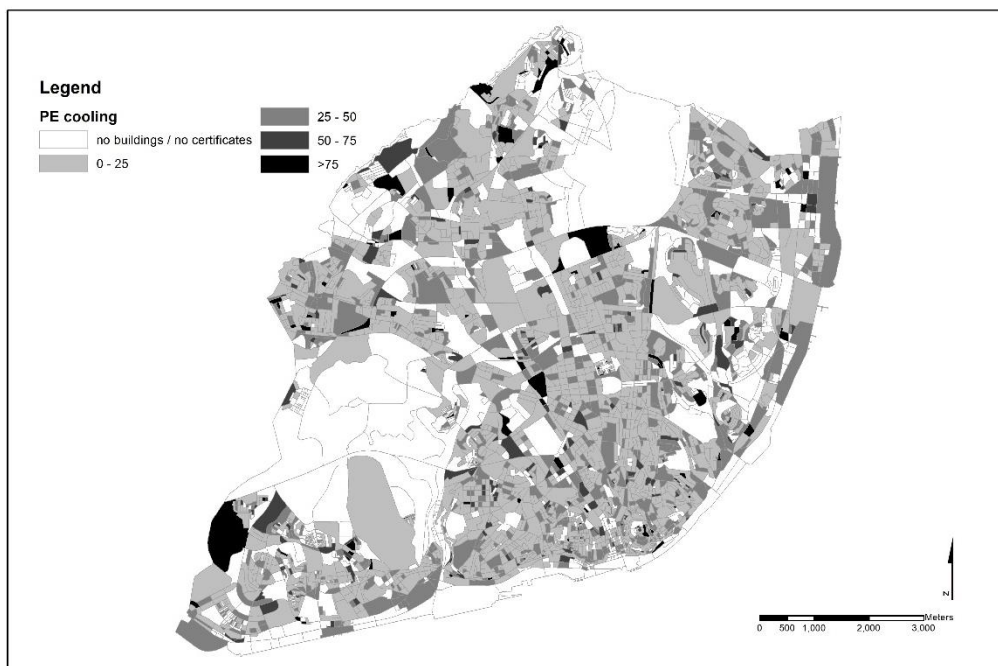 Legend
PE cooling
no buildings / no certificates
0 - 25
25 - 50
50 - 75
>75
N
0 500 1,000 2,000 3,000
Meters